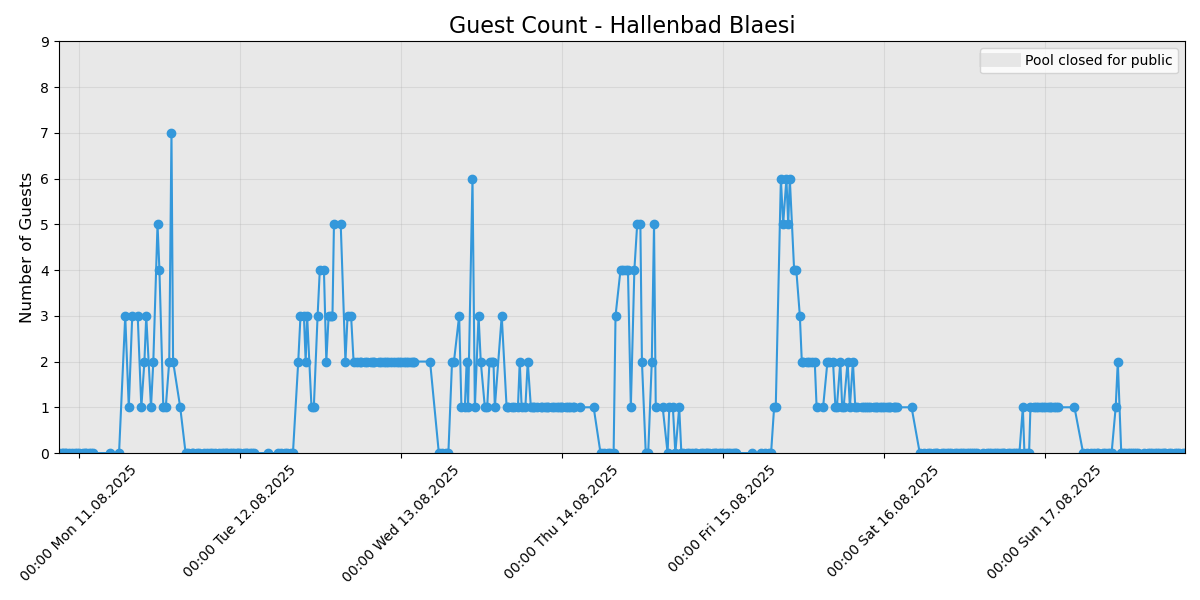 Guest Count - Hallenbad Blaesi
Pool closed for public
Number of Guests
9
8
7
6
5
4
3
2
1
0
00:00 Mon 11.08.2025
00:00 Tue 12.08.2025
00:00 Wed 13.08.2025
00:00 Thu 14.08.2025
00:00 Fri 15.08.2025
00:00 Sat 16.08.2025
00:00 Sun 17.08.2025